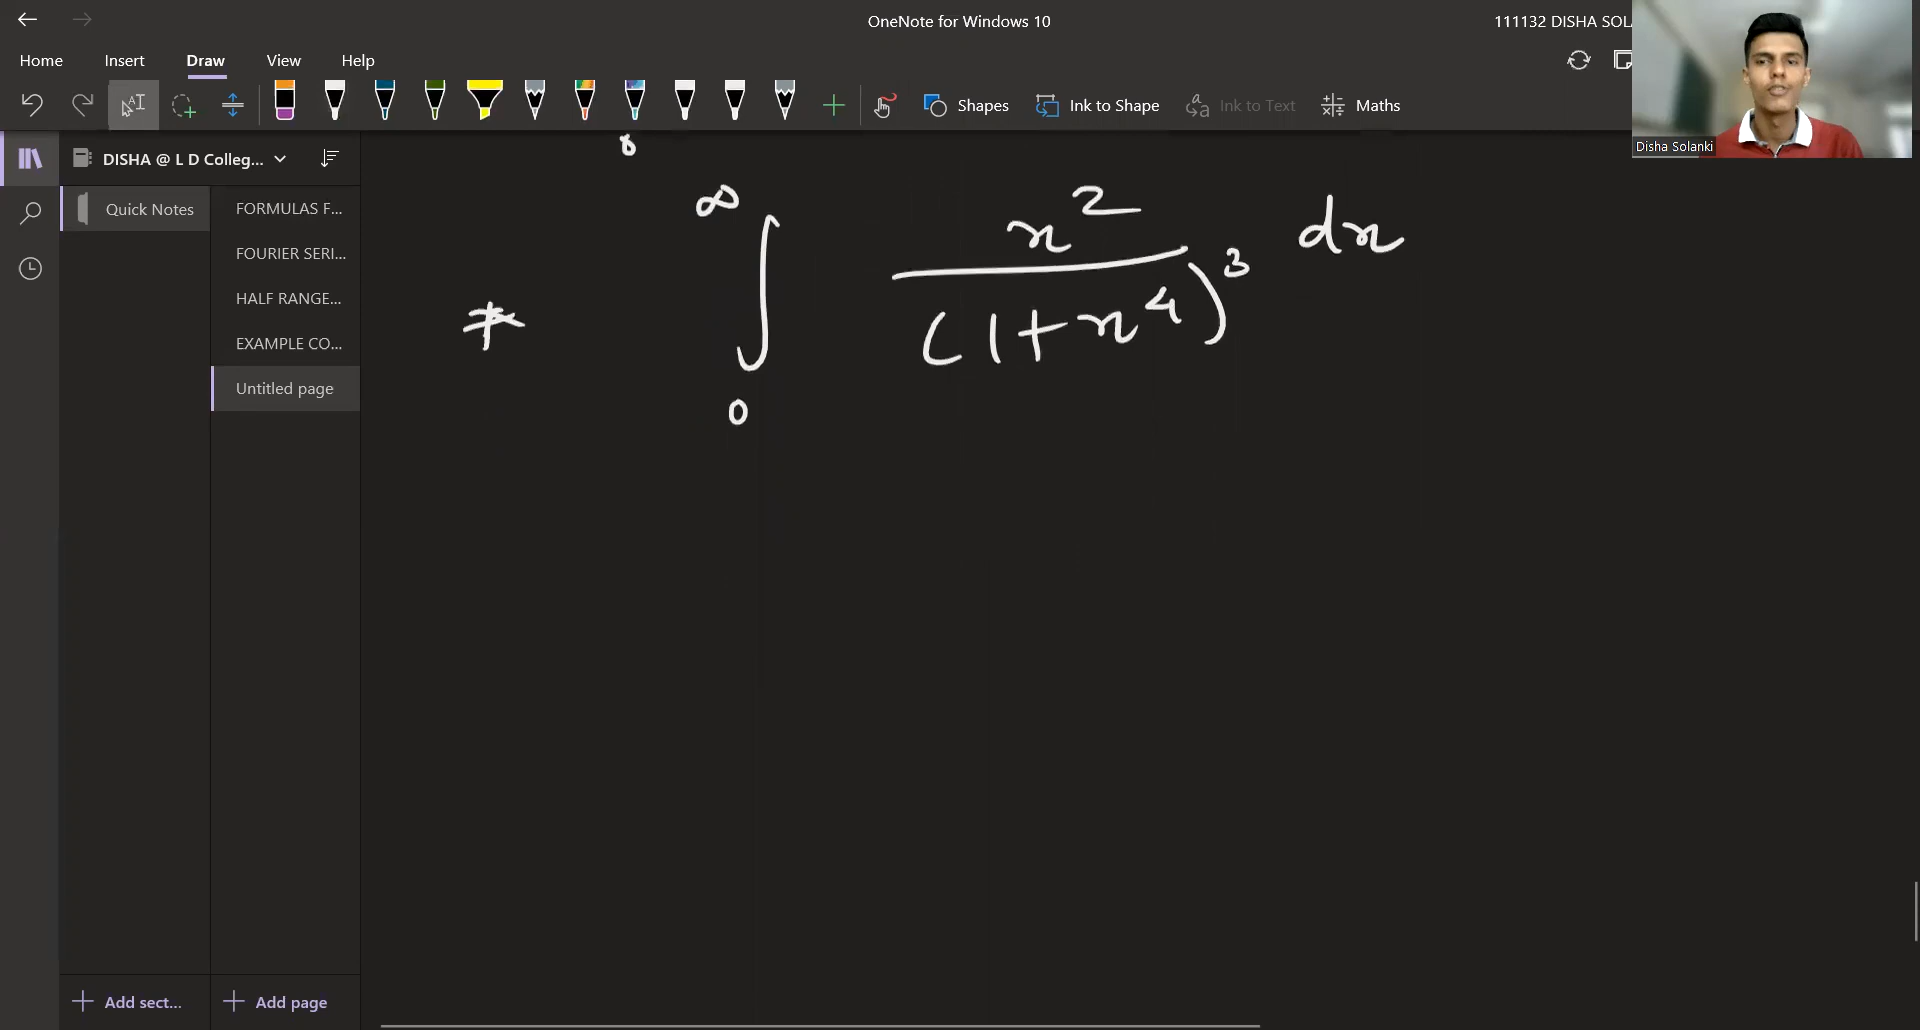 OneNote for Windows 10
111132 DISHA SOLA
Home Insert Draw View Help
Shapes Ink to Shape Ink to Text Maths
Disha Solanki
DISHA @ L D Colleg...
Quick Notes
FORMULAS F...
FOURIER SERI...
HALF RANGE...
EXAMPLE CO...
Untitled page
8
* ∫₀^∞ x² / (1+x⁴)³ dx
Add sect...
Add page